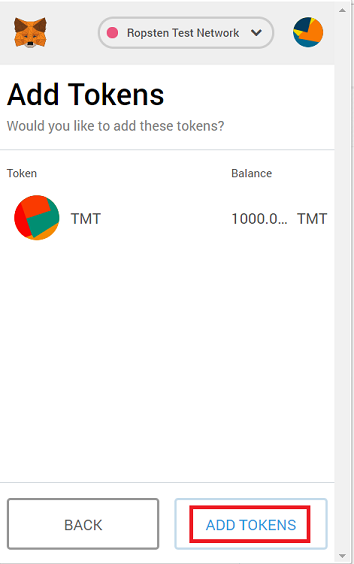 Ropsten Test Network
Add Tokens
Would you like to add these tokens?
Token Balance
TMT 1000.0... TMT
BACK ADD TOKENS